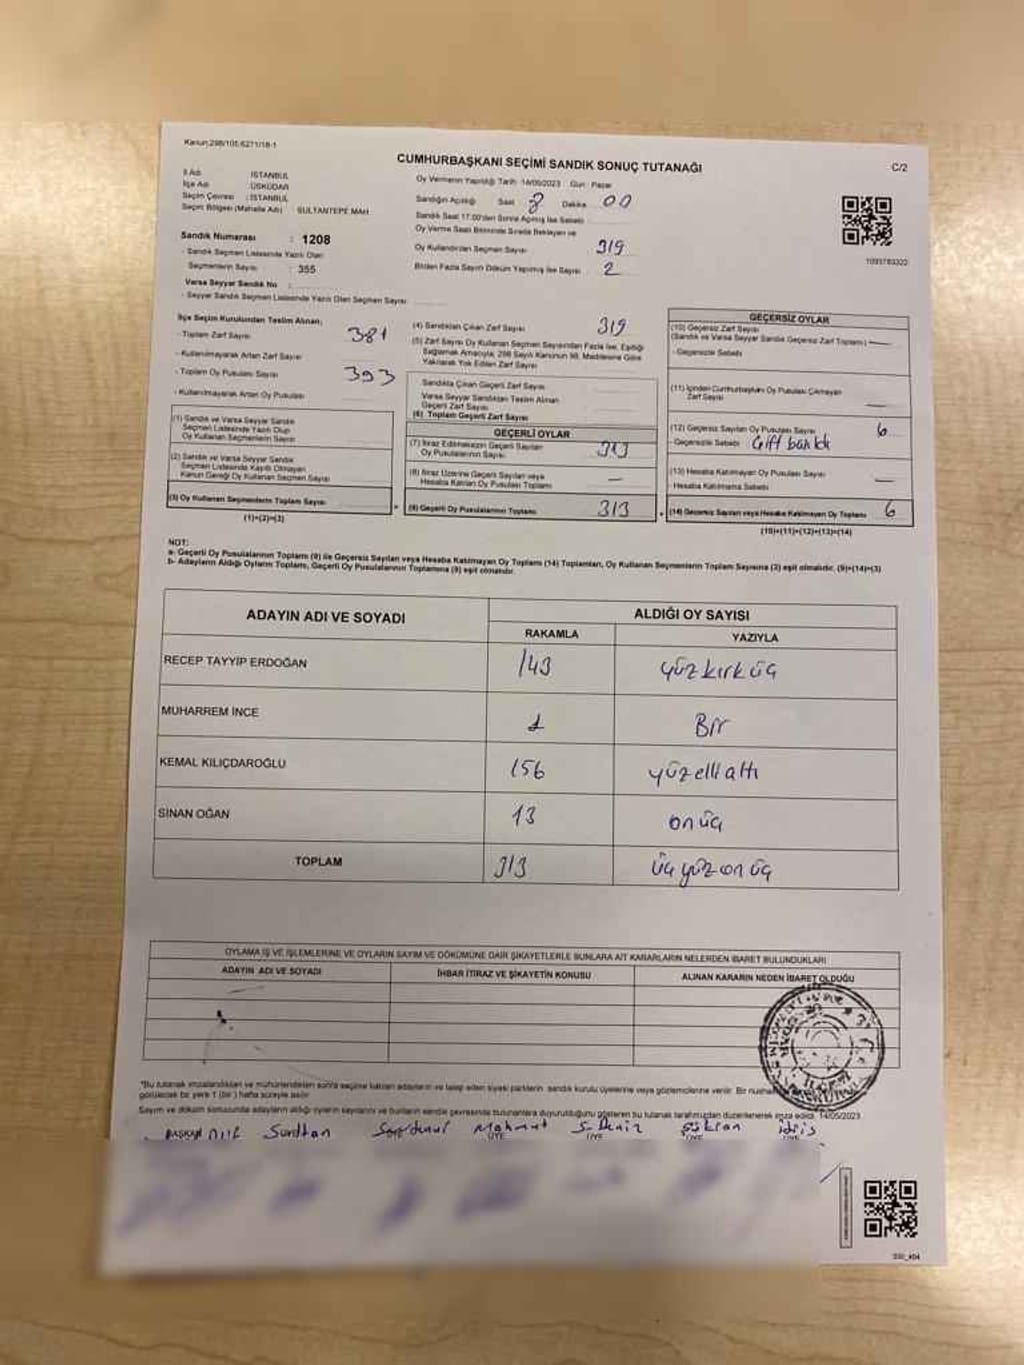 Kanun:298/105,6271/18-1
CUMHURBAŞKANI SEÇİMİ SANDIK SONUÇ TUTANAĞI
C/2
İl Adı : İSTANBUL
İlçe Adı : ÜSKÜDAR
Seçim Çevresi : İSTANBUL
Seçim Bölgesi (Mahalle Adı) : SULTANTEPE MAH.
Sandık Numarası : 1208
- Sandık Seçmen Listesinde Yazılı Olan
Seçmenlerin Sayısı : 355
Varsa Seyyar Sandık No :
- Seyyar Sandık Seçmen Listesinde Yazılı Olan Seçmen Sayısı
Oy Vermenin Yapıldığı Tarih: 14/05/2023 Gün: Pazar
Sandığın Açıldığı Saat 8 Dakika 00
Sandık Saat 17:00'den Sonra Açılmış İse Sebebi
Oy Verme Saati Bitiminde Sırada Bekleyen ve
Oy Kullandırılan Seçmen Sayısı 319
Birden Fazla Sayım Döküm Yapılmış İse Sayısı 2
1093783322
İlçe Seçim Kurulundan Teslim Alınan;
- Toplam Zarf Sayısı 381
- Kullanılmayarak Artan Zarf Sayısı
- Toplam Oy Pusulası Sayısı 393
- Kullanılmayarak Artan Oy Pusulası
(1) Sandık ve Varsa Seyyar Sandık
Seçmen Listesinde Yazılı Olup
Oy Kullanan Seçmenlerin Sayısı
(2) Sandık ve Varsa Seyyar Sandık
Seçmen Listesinde Kayıtlı Olmayan
Kanun Gereği Oy Kullanan Seçmen Sayısı
(3) Oy Kullanan Seçmenlerin Toplam Sayısı
(1)+(2)=(3)
(4) Sandıktan Çıkan Zarf Sayısı 319
(5) Zarf Sayısı Oy Kullanan Seçmen Sayısından Fazla İse, Eşitliği
Sağlamak Amacıyla, 298 Sayılı Kanunun 98. Maddesine Göre
Yakılarak Yok Edilen Zarf Sayısı
Sandıkta Çıkan Geçerli Zarf Sayısı
Varsa Seyyar Sandıktan Teslim Alınan
Geçerli Zarf Sayısı
(6) Toplam Geçerli Zarf Sayısı
GEÇERLİ OYLAR
(7) İtiraz Edilmeksizin Geçerli Sayılan
Oy Pusulalarının Sayısı 313
(8) İtiraz Üzerine Geçerli Sayılan veya
Hesaba Katılan Oy Pusulası Toplamı —
(9) Geçerli Oy Pusulalarının Toplamı 313
GEÇERSİZ OYLAR
(10) Geçersiz Zarf Sayısı
(Sandık ve Varsa Seyyar Sandık Geçersiz Zarf Toplamı) —
- Geçersizlik Sebebi
(11) İçinden Cumhurbaşkanı Oy Pusulası Çıkmayan
Zarf Sayısı —
(12) Geçersiz Sayılan Oy Pusulası Sayısı 6
- Geçersizlik Sebebi Çift baskı
(13) Hesaba Katılmayan Oy Pusulası Sayısı —
- Hesaba Katılmama Sebebi
(14) Geçersiz Sayılan veya Hesaba Katılmayan Oy Toplamı 6
(10)+(11)+(12)+(13)=(14)
NOT:
a- Geçerli Oy Pusulalarının Toplamı (9) ile Geçersiz Sayılan veya Hesaba Katılmayan Oy Toplamı (14) Toplamları, Oy Kullanan Seçmenlerin Toplam Sayısına (3) eşit olmalıdır. (9)+(14)=(3)
b- Adayların Aldığı Oyların Toplamı, Geçerli Oy Pusulalarının Toplamına (9) eşit olmalıdır.
ADAYIN ADI VE SOYADI
ALDIĞI OY SAYISI
RAKAMLA YAZIYLA
RECEP TAYYİP ERDOĞAN 143 yüzkırküç
MUHARREM İNCE 1 Bir
KEMAL KILIÇDAROĞLU 156 yüzellialtı
SİNAN OĞAN 13 onüç
TOPLAM 313 üçyüzonüç
OYLAMA İŞ VE İŞLEMLERİNE VE OYLARIN SAYIM VE DÖKÜMÜNE DAİR ŞİKAYETLERLE BUNLARA AİT KARARLARIN NELERDEN İBARET BULUNDUKLARI
ADAYIN ADI VE SOYADI İHBAR İTİRAZ VE ŞİKAYETİN KONUSU ALINAN KARARIN NEDEN İBARET OLDUĞU
"Bu tutanak imzalandıktan ve mühürlendikten sonra seçime katılan adayların ve talep eden siyasi partilerin sandık kurulu üyelerine veya gözlemcilerine verilir. Bir nüshası
görülecek bir yere 1 (bir) hafta süreyle asılır.
Sayım ve döküm sonucunda adayların aldığı oyların sayılarını ve bunların sandık çevresinde bulunanlara duyurulduğunu gösteren bu tutanak tarafımızdan düzenlenerek imza edildi. 14/05/2023
BAŞKAN Mahmut S. Deniz Şükran idris
ÜYE ÜYE ÜYE ÜYE